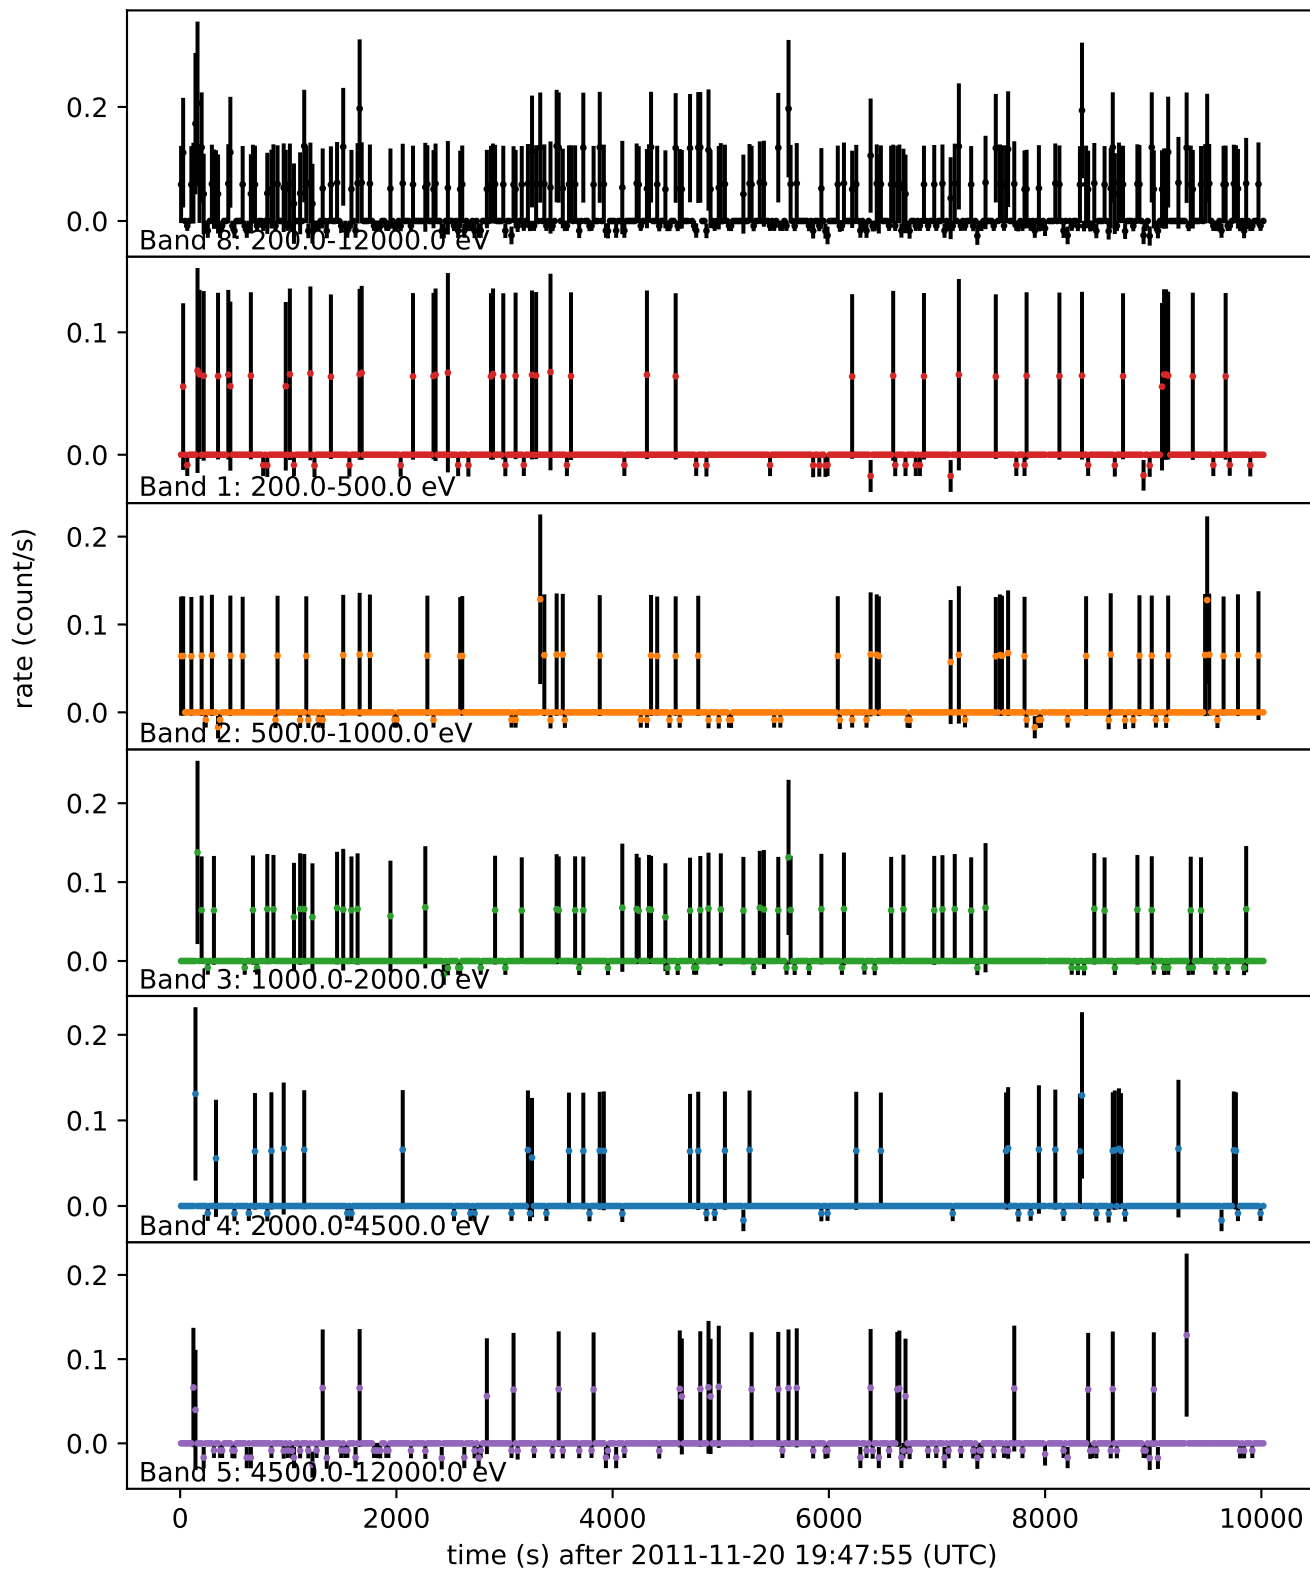 0.2
0.0
Band 8: 200.0-12000.0 eV
0.1
0.0
Band 1: 200.0-500.0 eV
rate (count/s)
0.2
0.1
0.0
Band 2: 500.0-1000.0 eV
0.2
0.1
0.0
Band 3: 1000.0-2000.0 eV
0.2
0.1
0.0
Band 4: 2000.0-4500.0 eV
0.2
0.1
0.0
Band 5: 4500.0-12000.0 eV
0 2000 4000 6000 8000 10000
time (s) after 2011-11-20 19:47:55 (UTC)